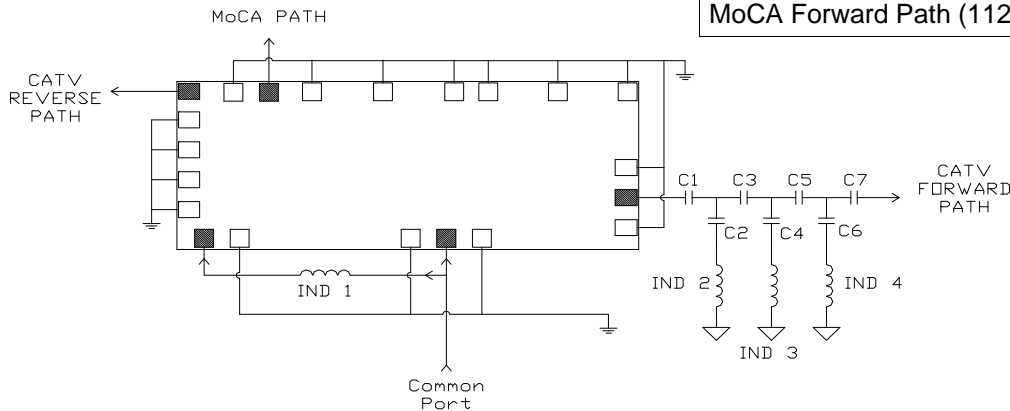 MoCA Forward Path (112
MoCA PATH
CATV
REVERSE
PATH
C1
C3
C5
C7
CATV
FORWARD
PATH
C2
C4
C6
IND 2
IND 4
IND 1
IND 3
Common
Port